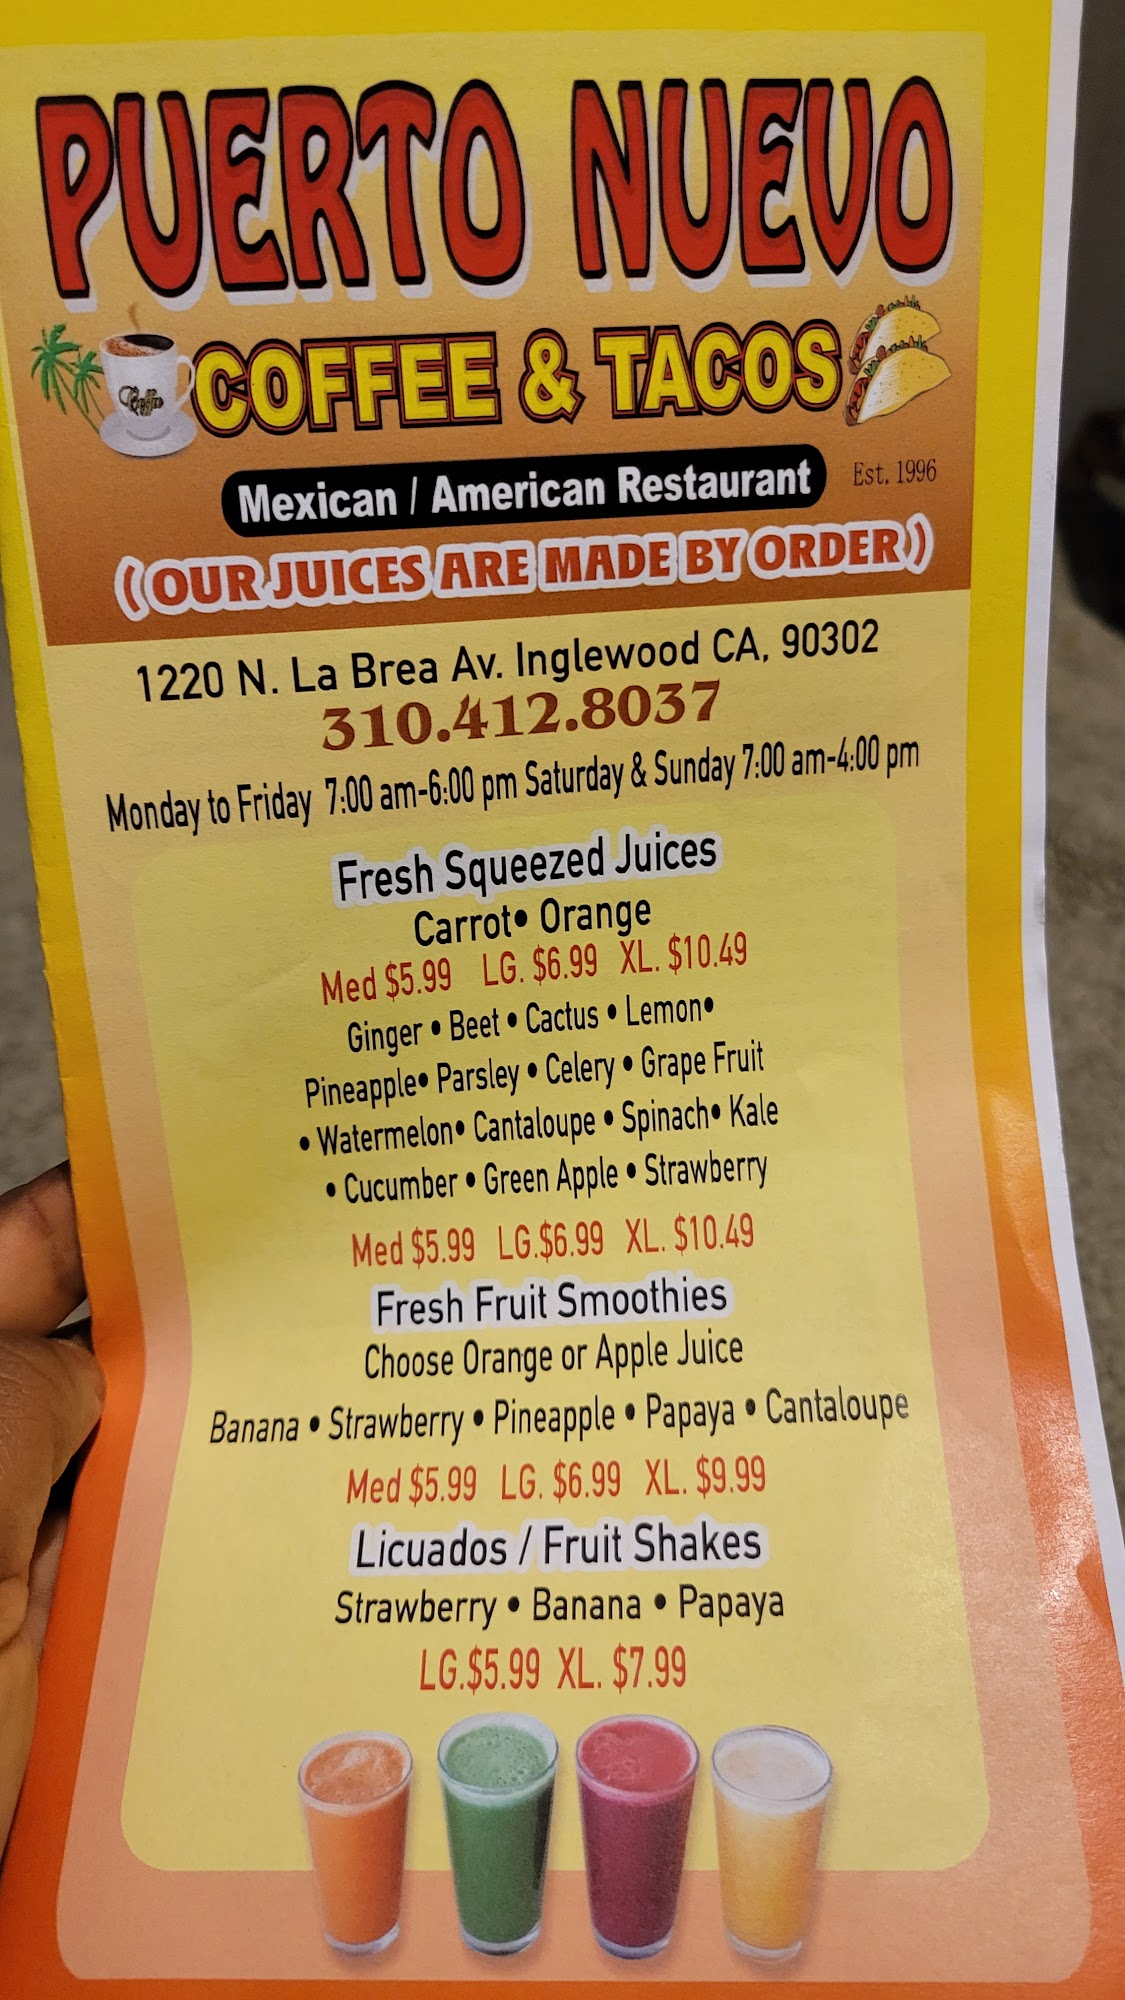 PUERTO NUEVO
Coffee
COFFEE & TACOS
Mexican / American Restaurant
Est. 1996
(OUR JUICES ARE MADE BY ORDER)
1220 N. La Brea Av. Inglewood CA, 90302
310.412.8037
Monday to Friday 7:00 am-6:00 pm Saturday & Sunday 7:00 am-4:00 pm
Fresh Squeezed Juices
Carrot• Orange
Med $5.99 LG. $6.99 XL. $10.49
Ginger • Beet • Cactus • Lemon•
Pineapple• Parsley • Celery • Grape Fruit
• Watermelon• Cantaloupe • Spinach• Kale
• Cucumber • Green Apple • Strawberry
Med $5.99 LG.$6.99 XL. $10.49
Fresh Fruit Smoothies
Choose Orange or Apple Juice
Banana • Strawberry • Pineapple • Papaya • Cantaloupe
Med $5.99 LG. $6.99 XL. $9.99
Licuados / Fruit Shakes
Strawberry • Banana • Papaya
LG.$5.99 XL. $7.99